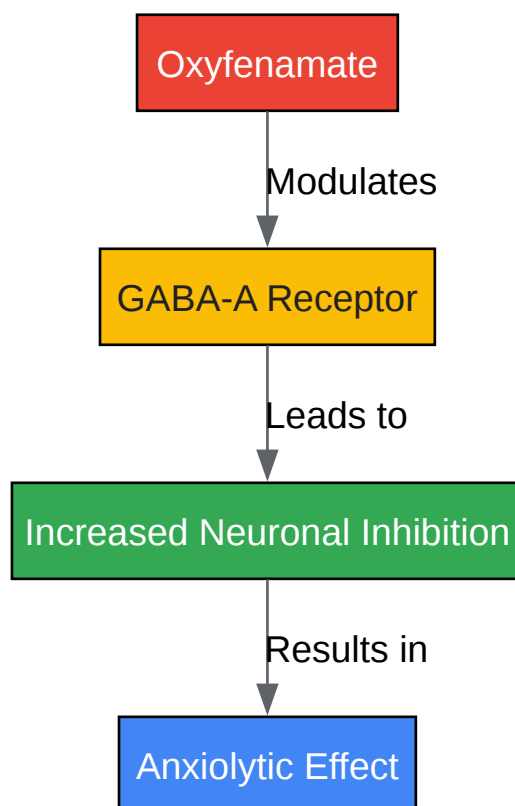 Oxyfenamate
Modulates
GABA-A Receptor
Leads to
Increased Neuronal Inhibition
Results in
Anxiolytic Effect